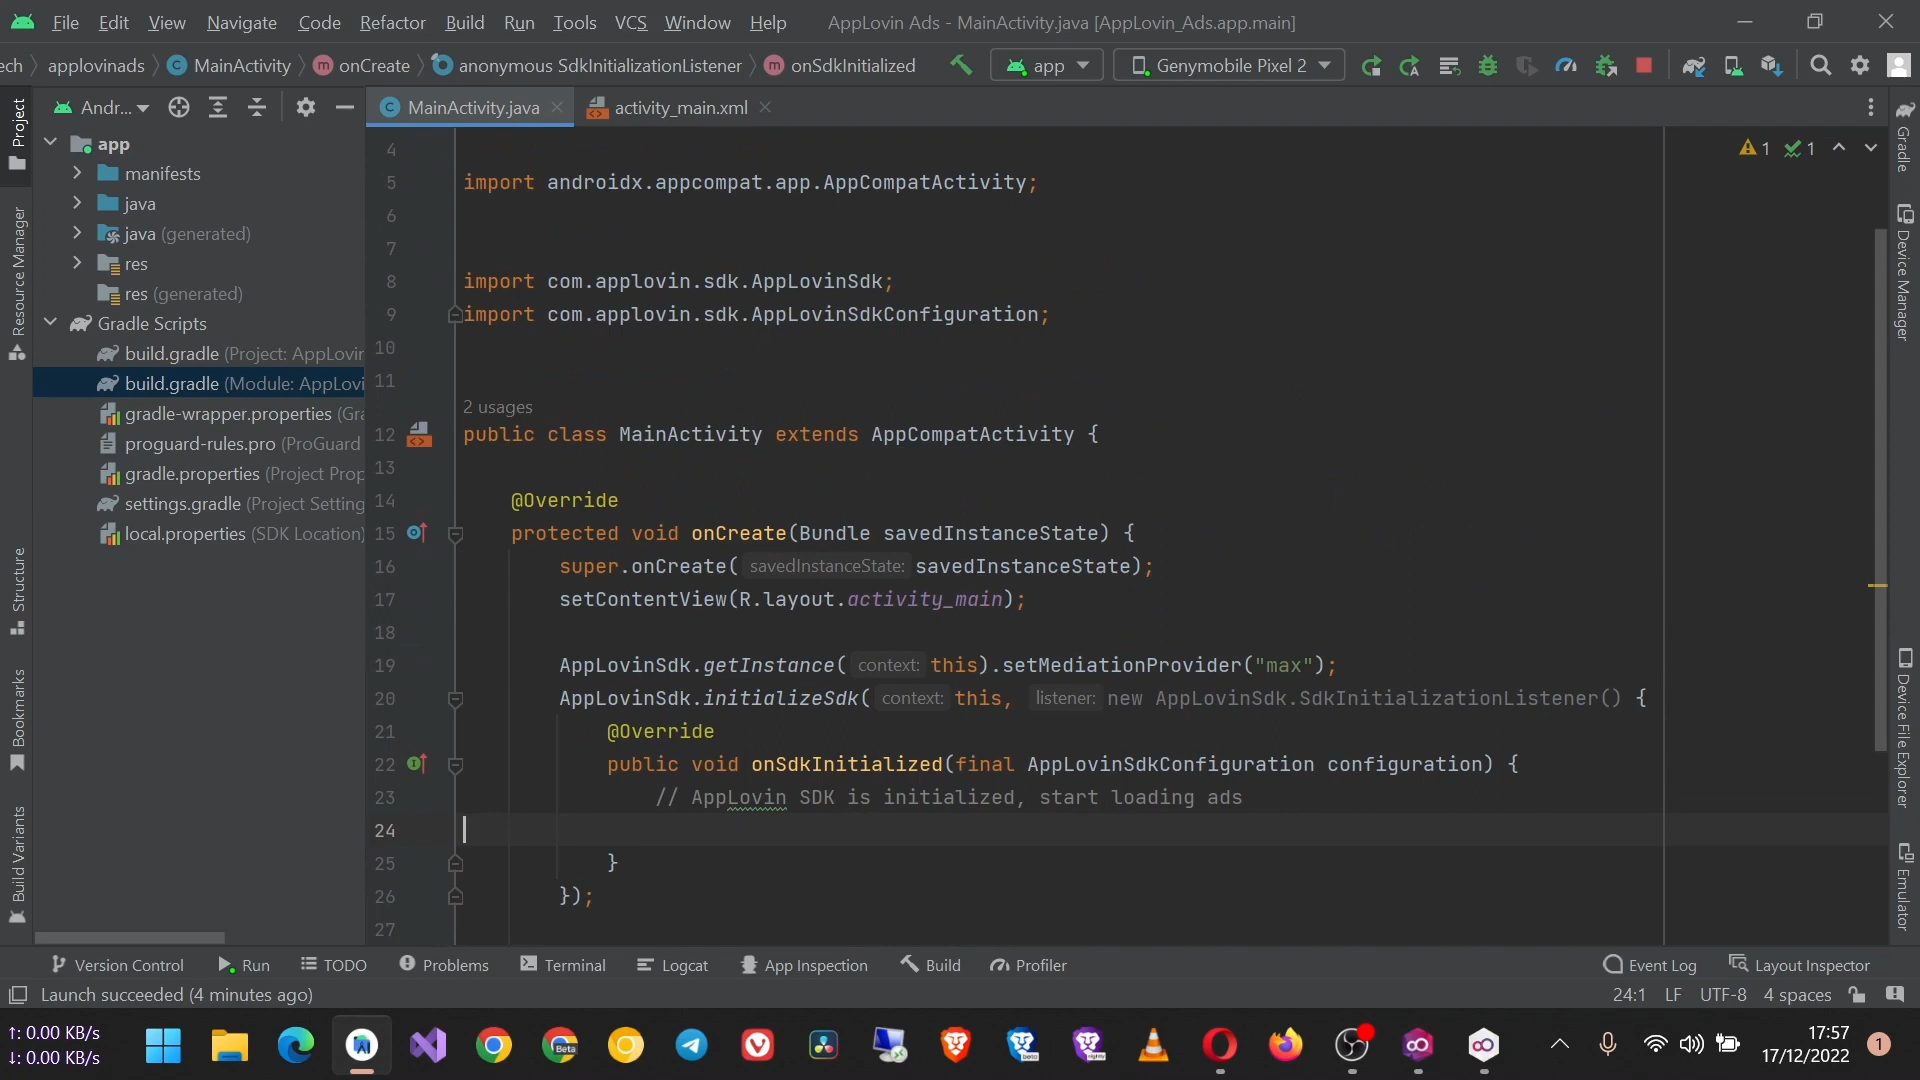 File Edit View Navigate Code Refactor Build Run Tools VCS Window Help AppLovin Ads - MainActivity.java [AppLovin_Ads.app.main]
ech applovinads MainActivity onCreate anonymous SdkInitializationListener onSdkInitialized app Genymobile Pixel 2
Project
Andr...
MainActivity.java
activity_main.xml
app
manifests
java
java (generated)
res
res (generated)
Gradle Scripts
build.gradle (Project: AppLovin
build.gradle (Module: AppLovi
gradle-wrapper.properties (Gra
proguard-rules.pro (ProGuard
gradle.properties (Project Prop
settings.gradle (Project Setting
local.properties (SDK Location)
Resource Manager
Structure
Bookmarks
Build Variants
1 1
4
5 import androidx.appcompat.app.AppCompatActivity;
6
7
8 import com.applovin.sdk.AppLovinSdk;
9 import com.applovin.sdk.AppLovinSdkConfiguration;
10
11
2 usages
12 public class MainActivity extends AppCompatActivity {
13
14 @Override
15 protected void onCreate(Bundle savedInstanceState) {
16 super.onCreate( savedInstanceState: savedInstanceState);
17 setContentView(R.layout.activity_main);
18
19 AppLovinSdk.getInstance( context: this).setMediationProvider("max");
20 AppLovinSdk.initializeSdk( context: this, listener: new AppLovinSdk.SdkInitializationListener() {
21 @Override
22 public void onSdkInitialized(final AppLovinSdkConfiguration configuration) {
23 // AppLovin SDK is initialized, start loading ads
24
25 }
26 });
27
Gradle
Device Manager
Device File Explorer
Emulator
Version Control Run TODO Problems Terminal Logcat App Inspection Build Profiler Event Log Layout Inspector
Launch succeeded (4 minutes ago) 24:1 LF UTF-8 4 spaces
↑: 0.00 KB/s
↓: 0.00 KB/s
Beta
beta
nightly
17:57
17/12/2022
1